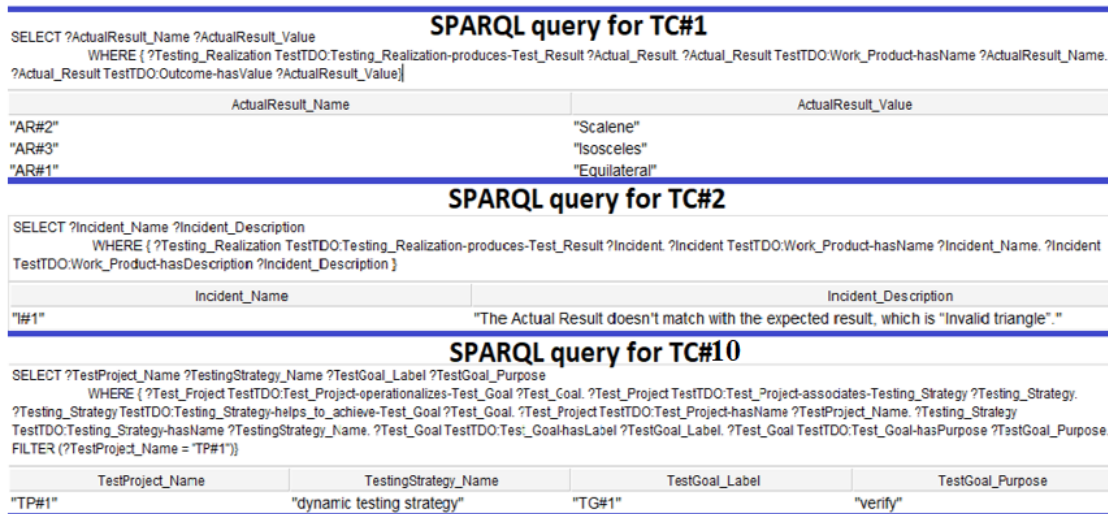 SPARQL query for TC#1
SELECT ?ActualResult_Name ?ActualResult_Value
WHERE { ?Testing_Realization TestTDO:Testing_Realization-produces-Test_Result ?Actual_Result. ?Actual_Result TestTDO:Work_Product-hasName ?ActualResult_Name.
?Actual_Result TestTDO:Outcome-hasValue ?ActualResult_Value}
ActualResult_Name ActualResult_Value
"AR#2" "Scalene"
"AR#3" "Isosceles"
"AR#1" "Equilateral"
SPARQL query for TC#2
SELECT ?Incident_Name ?Incident_Description
WHERE { ?Testing_Realization TestTDO:Testing_Realization-produces-Test_Result ?Incident. ?Incident TestTDO:Work_Product-hasName ?Incident_Name. ?Incident
TestTDO:Work_Product-hasDescription ?Incident_Description }
Incident_Name Incident_Description
"I#1" "The Actual Result doesn't match with the expected result, which is “Invalid triangle”."
SPARQL query for TC#10
SELECT ?TestProject_Name ?TestingStrategy_Name ?TestGoal_Label ?TestGoal_Purpose
WHERE { ?Test_Project TestTDO:Test_Project-operationalizes-Test_Goal ?Test_Goal. ?Test_Project TestTDO:Test_Project-associates-Testing_Strategy ?Testing_Strategy.
?Testing_Strategy TestTDO:Testing_Strategy-helps_to_achieve-Test_Goal ?Test_Goal. ?Test_Project TestTDO:Test_Project-hasName ?TestProject_Name. ?Testing_Strategy
TestTDO:Testing_Strategy-hasName ?TestingStrategy_Name. ?Test_Goal TestTDO:Test_Goal-hasLabel ?TestGoal_Label. ?Test_Goal TestTDO:Test_Goal-hasPurpose ?TestGoal_Purpose.
FILTER (?TestProject_Name = "TP#1")}
TestProject_Name TestingStrategy_Name TestGoal_Label TestGoal_Purpose
"TP#1" "dynamic testing strategy" "TG#1" "verify"